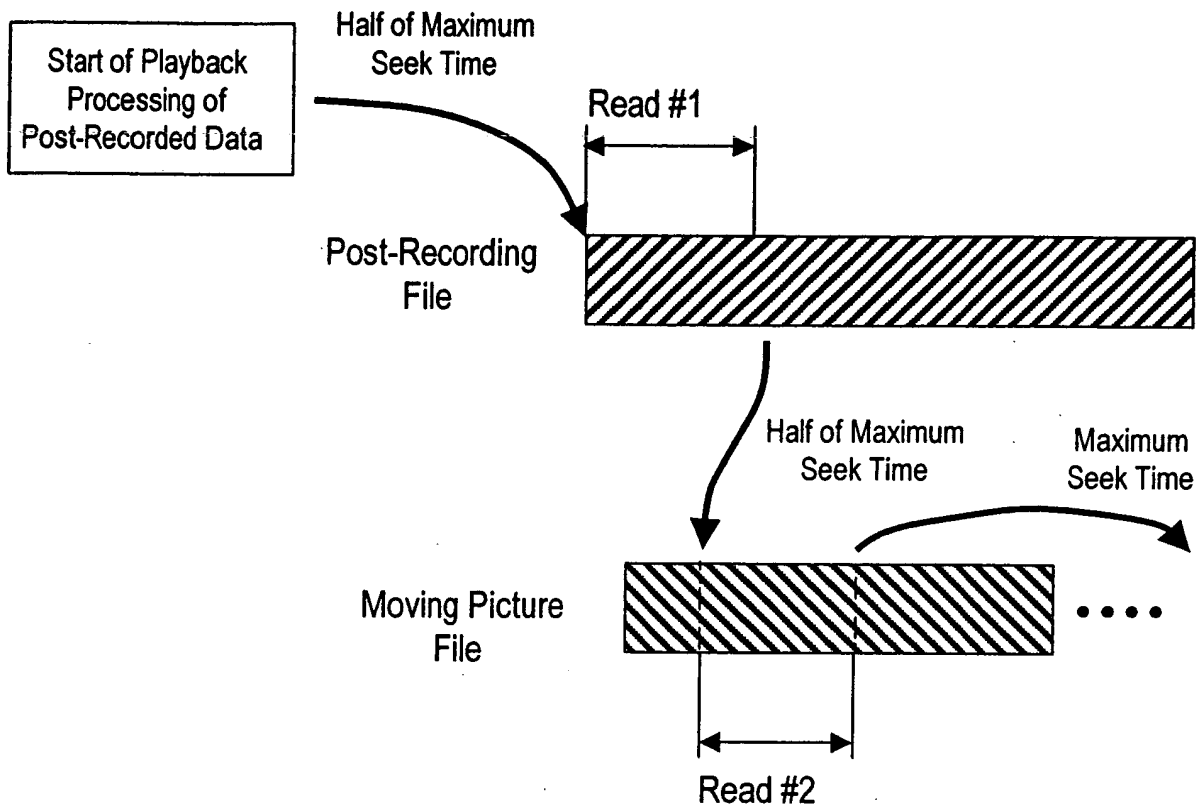 Start of Playback
Processing of
Post-Recorded Data
Half of Maximum
Seek Time
Read #1
Post-Recording
File
Half of Maximum
Seek Time
Maximum
Seek Time
Moving Picture
File
Read #2